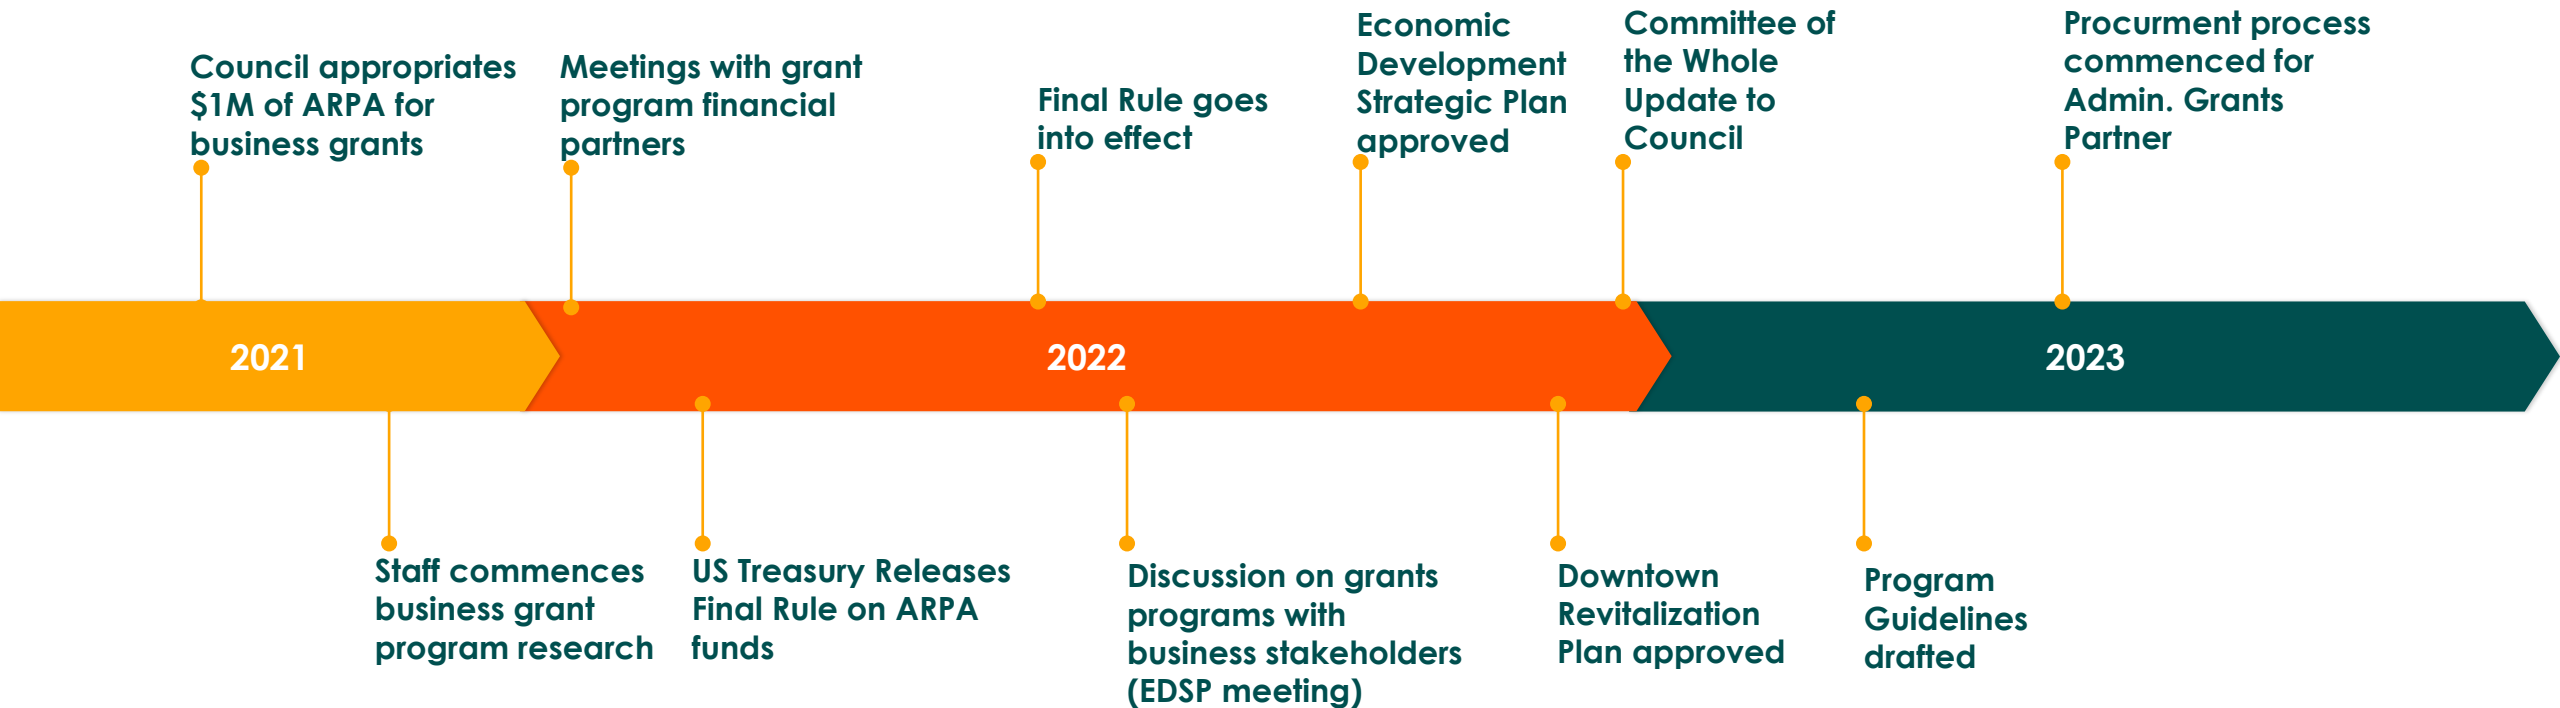 Council appropriates
$1M of ARPA for
business grants
Meetings with grant
program financial
partners
Final Rule goes
into effect
Economic
Development
Strategic Plan
approved
Committee of
the Whole
Update to
Council
Procurment process
commenced for
Admin. Grants
Partner
2021
2022
2023
Staff commences
business grant
program research
US Treasury Releases
Final Rule on ARPA
funds
Discussion on grants
programs with
business stakeholders
(EDSP meeting)
Downtown
Revitalization
Plan approved
Program
Guidelines
drafted